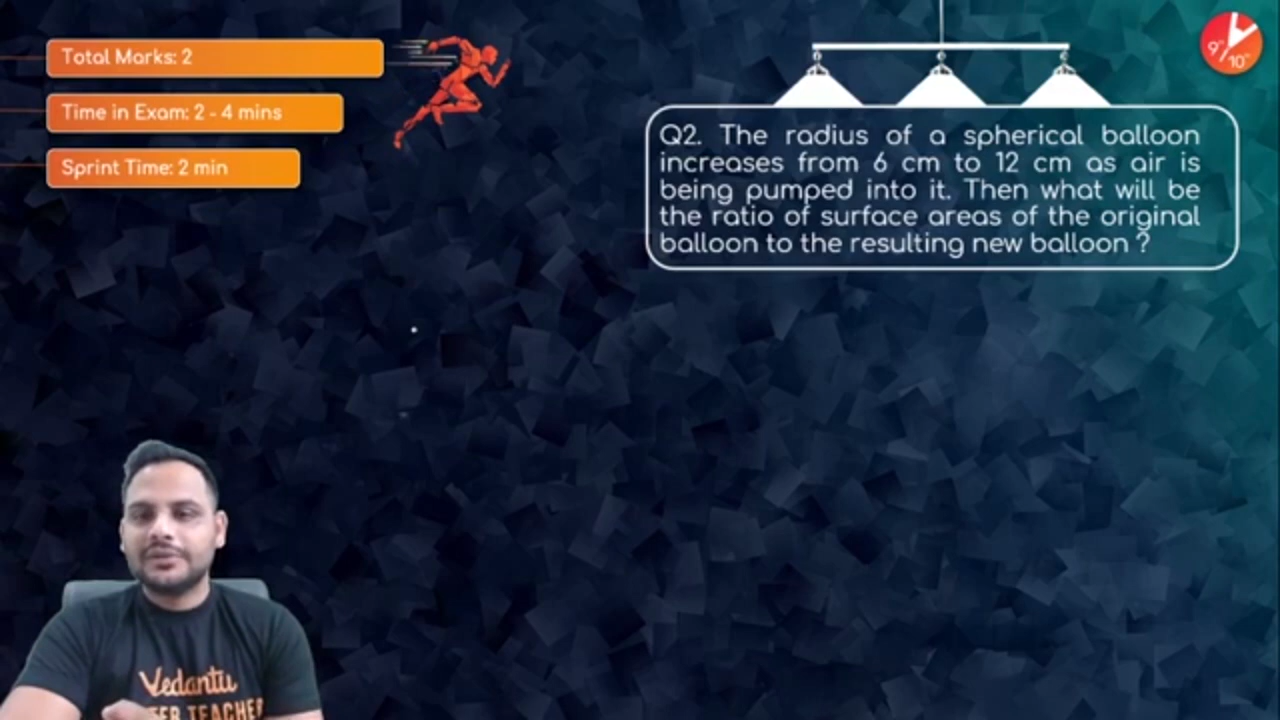 Total Marks: 2
Time in Exam: 2 - 4 mins
Sprint Time: 2 min
9th
10th
Q2. The radius of a spherical balloon
increases from 6 cm to 12 cm as air is
being pumped into it. Then what will be
the ratio of surface areas of the original
balloon to the resulting new balloon ?
Vedantu
TEACHER